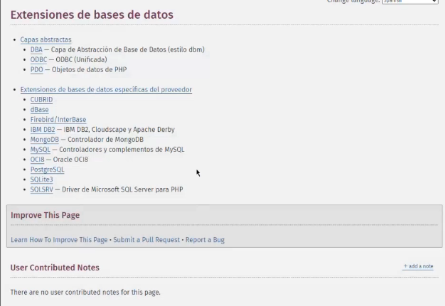 Change language:
Extensiones de bases de datos
• Capas abstractas
• DBA — Capa de Abstracción de Base de Datos (estilo dbm)
• ODBC — ODBC (Unificada)
• PDO — Objetos de datos de PHP
• Extensiones de bases de datos específicas del proveedor
• CUBRID
• dBase
• Firebird/InterBase
• IBM DB2 — IBM DB2, Cloudscape y Apache Derby
• MongoDB — Controlador de MongoDB
• MySQL — Controladores y complementos de MySQL
• OCI8 — Oracle OCI8
• PostgreSQL
• SQLite3
• SQLSRV — Driver de Microsoft SQL Server para PHP
Improve This Page
Learn How To Improve This Page • Submit a Pull Request • Report a Bug
User Contributed Notes
+ add a note
There are no user contributed notes for this page.